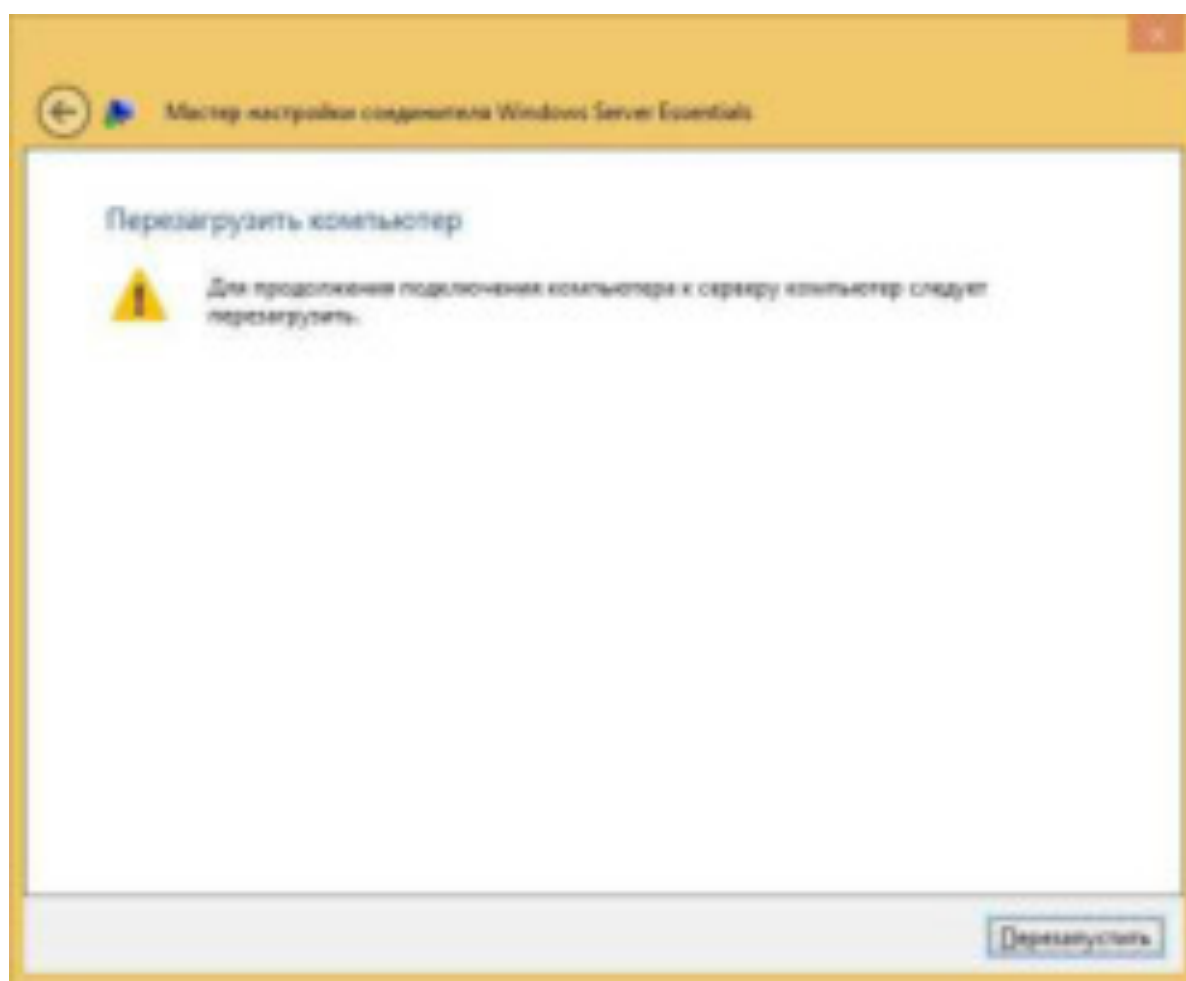 Мастер настройки соединителя Windows Server Essentials
Перезагрузить компьютер
Для продолжения подключения компьютера к серверу компьютер следует
перезагрузить.
Перезапустить